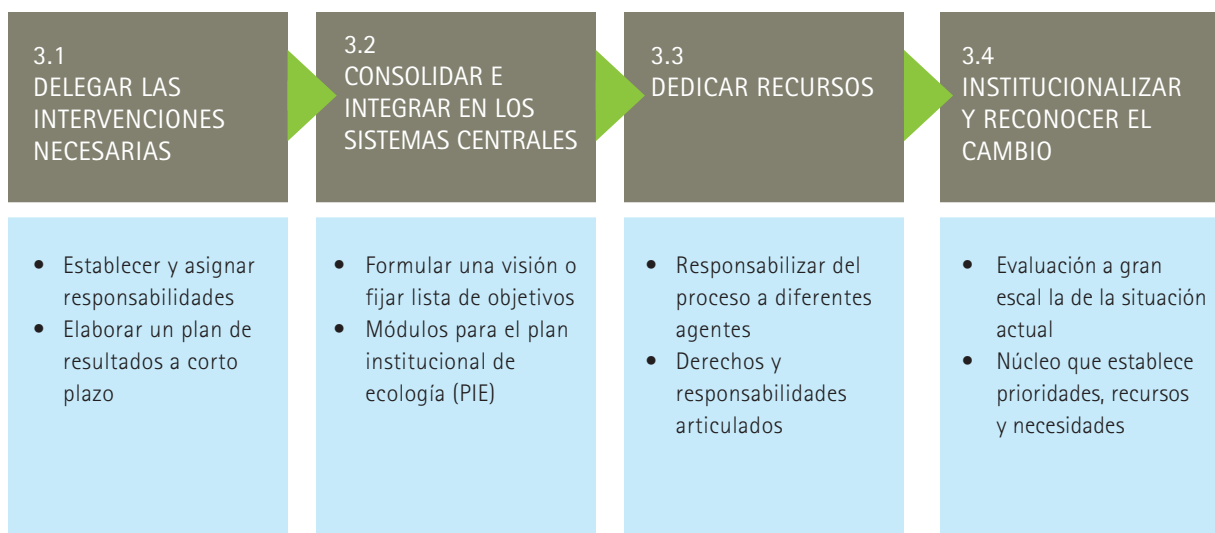 3.1
DELEGAR LAS
INTERVENCIONES
NECESARIAS
3.2
CONSOLIDAR E
INTEGRAR EN LOS
SISTEMAS CENTRALES
3.3
DEDICAR RECURSOS
3.4
INSTITUCIONALIZAR
Y RECONOCER EL
CAMBIO
• Establecer y asignar
responsabilidades
• Elaborar un plan de
resultados a corto
plazo
• Formular una visión o
fijar lista de objetivos
• Módulos para el plan
institucional de
ecología (PIE)
• Responsabilizar del
proceso a diferentes
agentes
• Derechos y
responsabilidades
articulados
• Evaluación a gran
escal la de la situación
actual
• Núcleo que establece
prioridades, recursos
y necesidades